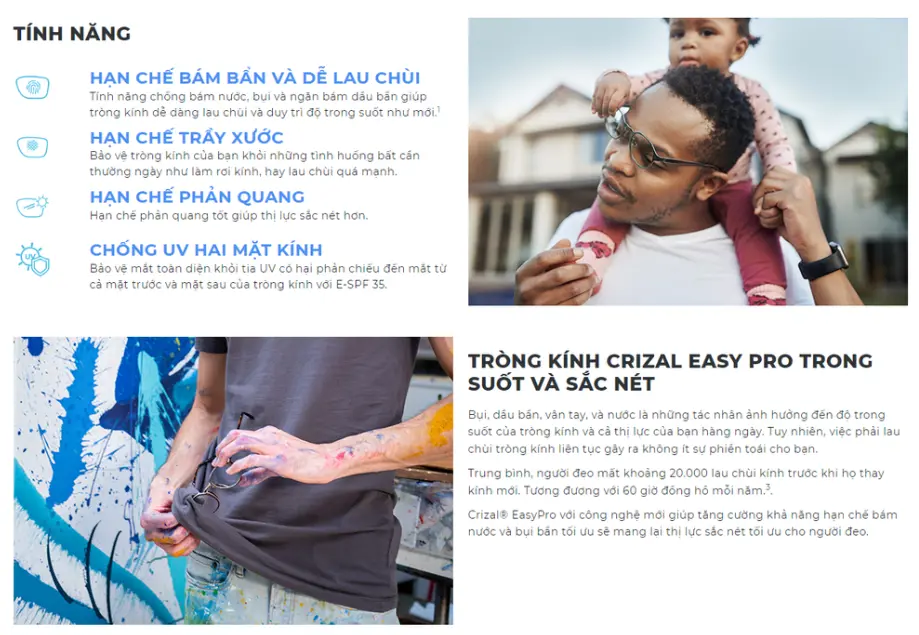 TÍNH NĂNG
HẠN CHẾ BÁM BẨN VÀ DỄ LAU CHÙI
Tính năng chống bám nước, bụi và ngăn bám dấu bẩn giúp
tròng kính dễ dàng lau chùi và duy trì độ trong suốt như mới.¹
HẠN CHẾ TRẦY XƯỚC
Bảo vệ tròng kính của bạn khỏi những tình huống bất cẩn
thường ngày như làm rơi kính, hay lau chùi quá mạnh.
HẠN CHẾ PHẢN QUANG
Hạn chế phản quang tốt giúp thị lực sắc nét hơn.
UV
CHỐNG UV HAI MẶT KÍNH
Bảo vệ mắt toàn diện khỏi tia UV có hại phản chiếu đến mắt từ
cả mặt trước và mặt sau của tròng kính với E-SPF 35.
TRÒNG KÍNH CRIZAL EASY PRO TRONG
SUỐT VÀ SẮC NÉT
Bụi, dấu bẩn, vân tay, và nước là những tác nhân ảnh hưởng đến độ trong
suốt của tròng kính và cả thị lực của bạn hàng ngày. Tuy nhiên, việc phải lau
chùi tròng kính liên tục gây ra không ít sự phiền toái cho bạn.
Trung bình, người đeo mất khoảng 20.000 lau chùi kính trước khi họ thay
kính mới. Tương đương với 60 giờ đồng hồ mỗi năm.³.
Crizal® EasyPro với công nghệ mới giúp tăng cường khả năng hạn chế bám
nước và bụi bẩn tối ưu sẽ mang lại thị lực sắc nét tối ưu cho người đeo.